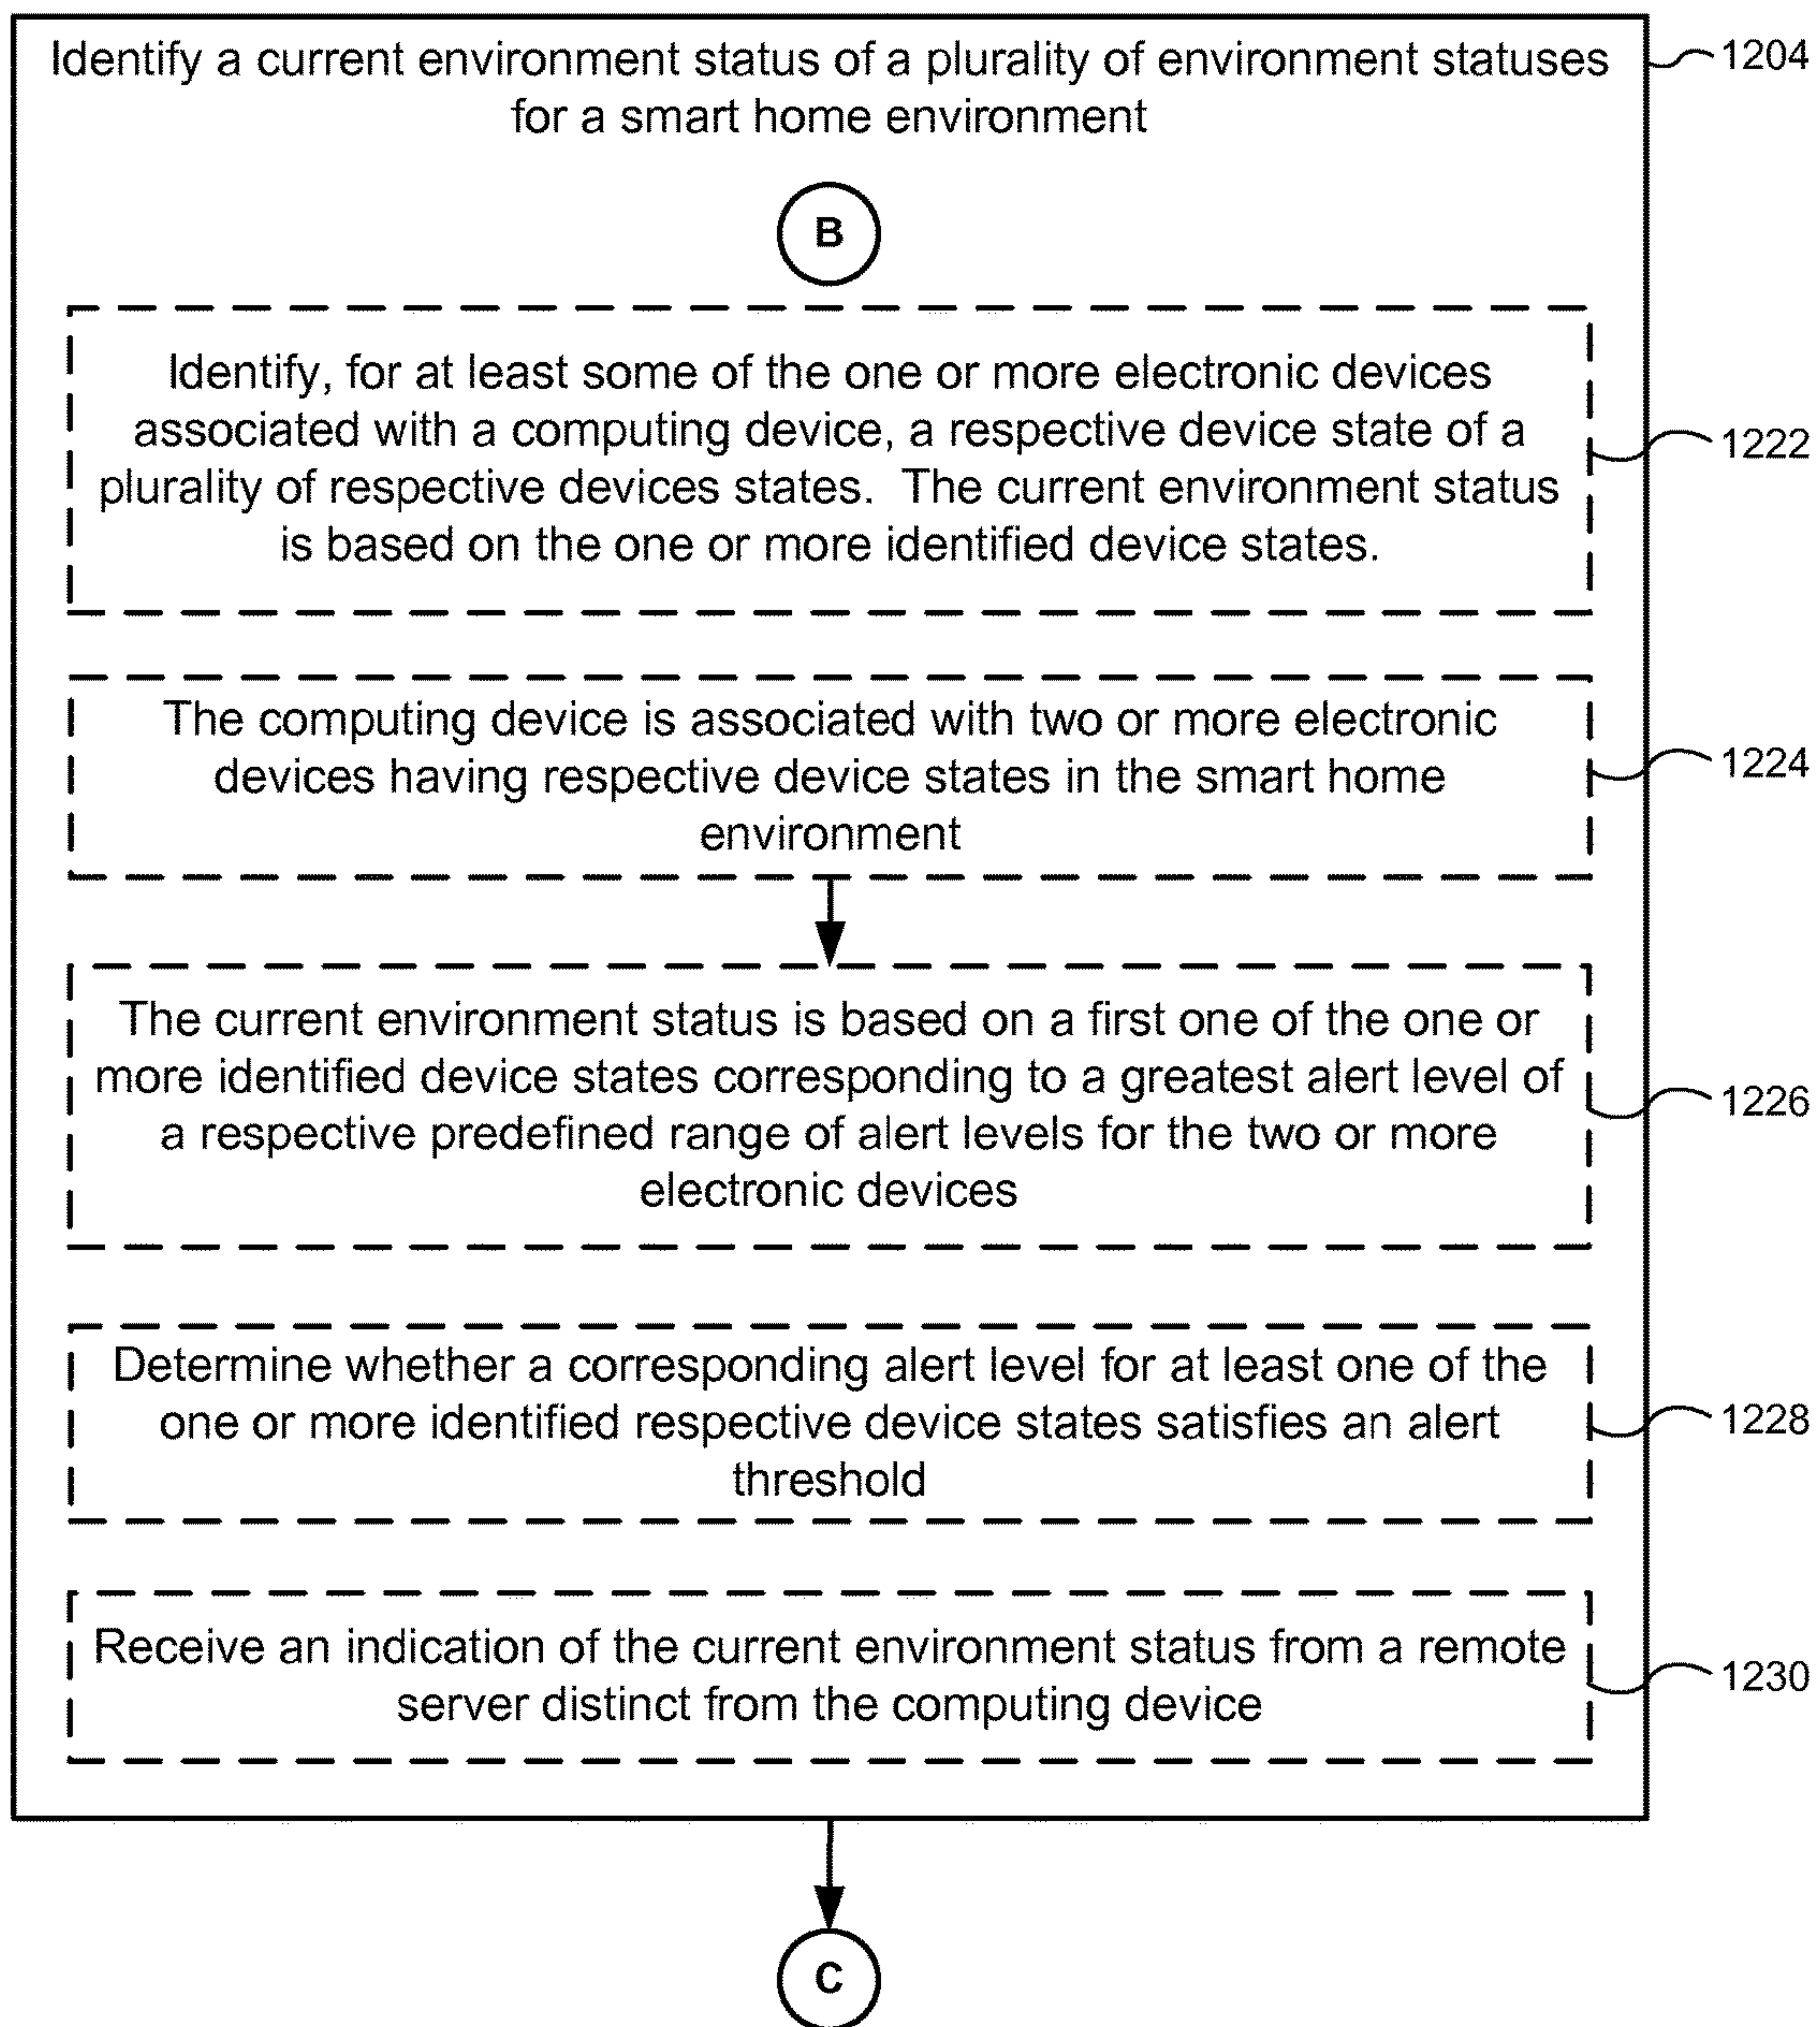 Identify a current environment status of a plurality of environment statuses
for a smart home environment
1204
B
Identify, for at least some of the one or more electronic devices
associated with a computing device, a respective device state of a
plurality of respective devices states. The current environment status
is based on the one or more identified device states.
1222
The computing device is associated with two or more electronic
devices having respective device states in the smart home
environment
1224
The current environment status is based on a first one of the one or
more identified device states corresponding to a greatest alert level of
a respective predefined range of alert levels for the two or more
electronic devices
1226
Determine whether a corresponding alert level for at least one of the
one or more identified respective device states satisfies an alert
threshold
1228
Receive an indication of the current environment status from a remote
server distinct from the computing device
1230
C